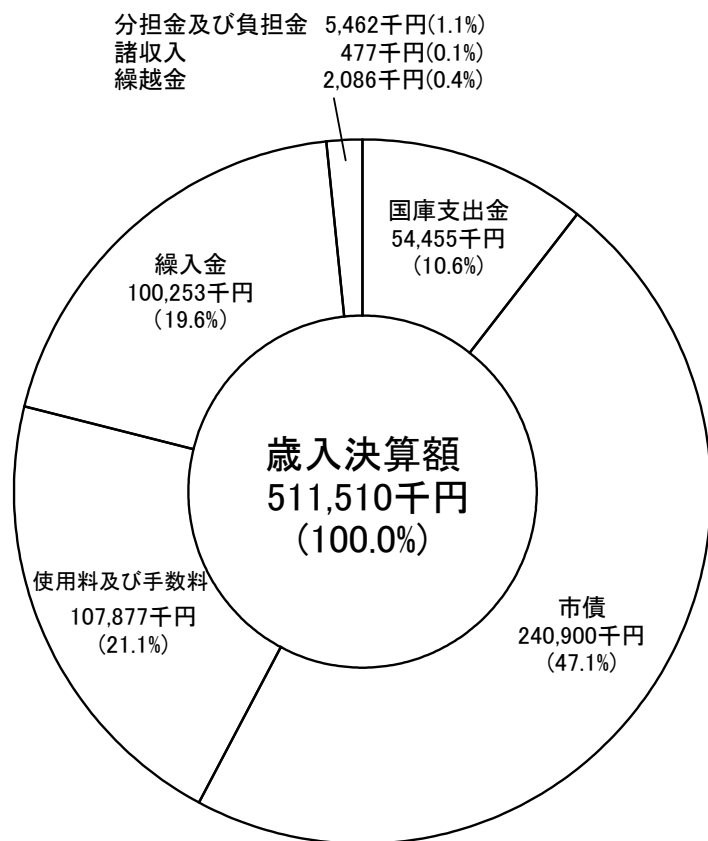 分担金及び負担金 5,462千円(1.1%)
諸収入 477千円(0.1%)
繰越金 2,086千円(0.4%)
国庫支出金
54,455千円
(10.6%)
繰入金
100,253千円
(19.6%)
歳入決算額
511,510千円
(100.0%)
使用料及び手数料
107,877千円
(21.1%)
市債
240,900千円
(47.1%)